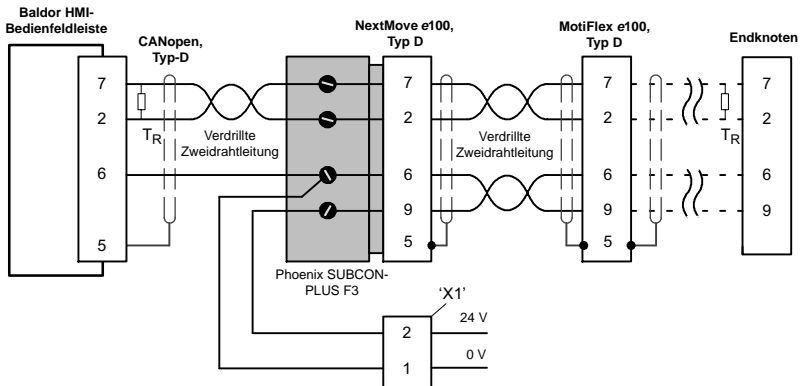 Baldor HMI-
Bedienfeldleiste
CANopen,
Typ-D
NextMove e100,
Typ D
MotiFlex e100,
Typ D
Endknoten
7
2
6
5
TR
Verdrillte
Zweidrahtleitung
Phoenix SUBCON-
PLUS F3
7
2
6
9
5
Verdrillte
Zweidrahtleitung
7
2
6
9
5
TR
7
2
6
9
'X1'
2
24 V
1
0 V